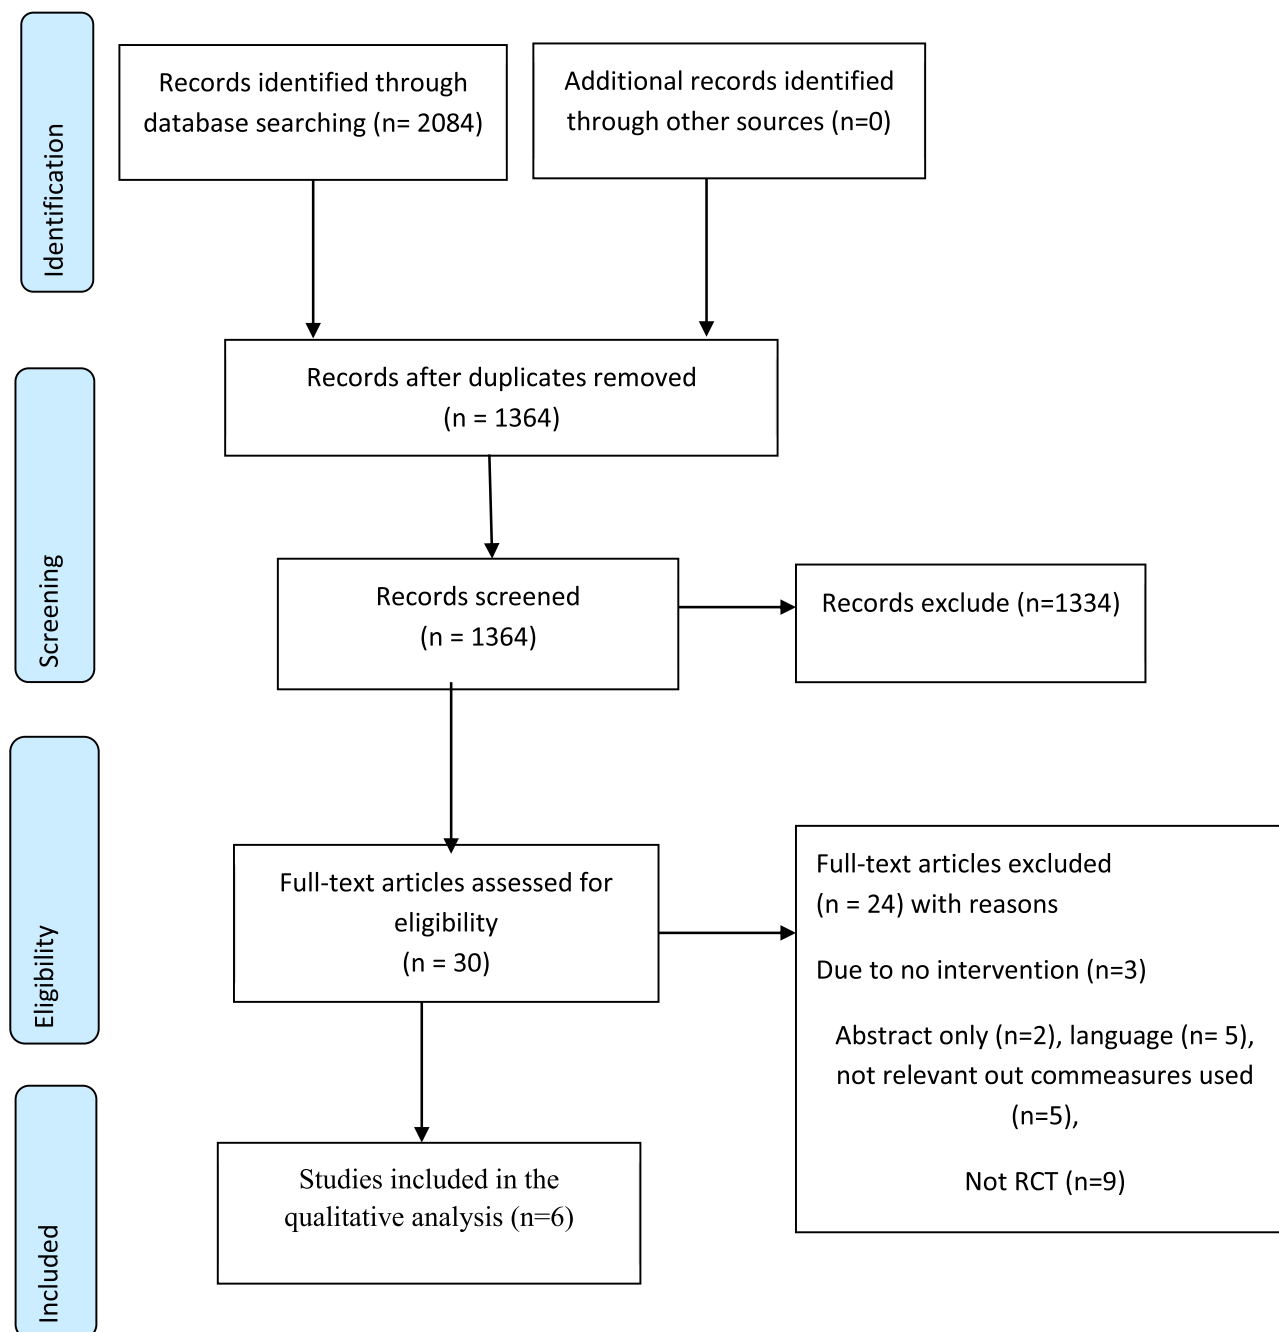 Identification
Records identified through
database searching (n= 2084)
Additional records identified
through other sources (n=0)
Screening
Records after duplicates removed
(n = 1364)
Records screened
(n = 1364)
Records exclude (n=1334)
Eligibility
Full-text articles assessed for
eligibility
(n = 30)
Full-text articles excluded
(n = 24) with reasons
Due to no intervention (n=3)
Abstract only (n=2), language (n= 5),
not relevant out commeasures used
(n=5),
Not RCT (n=9)
Included
Studies included in the
qualitative analysis (n=6)